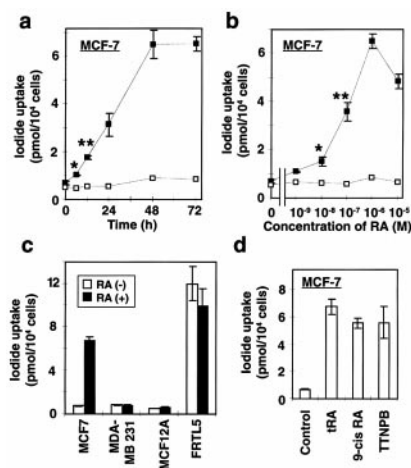 a
MCF-7
Iodide uptake
(pmol/10⁴ cells)
6
4
2
0
*
**
0 24 48 72
Time (h)
b
MCF-7
Iodide uptake
(pmol/10⁴ cells)
6
4
2
0
*
**
0 10⁻⁹ 10⁻⁸ 10⁻⁷ 10⁻⁶ 10⁻⁵
Concentration of RA (M)
c
RA (-)
RA (+)
Iodide uptake
(pmol/10⁴ cells)
12
8
4
0
MCF7
MDA-
MB 231
MCF12A
FRTL5
d
MCF-7
Iodide uptake
(pmol/10⁴ cells)
8
6
4
2
0
Control
tRA
9-cis RA
TTNPB